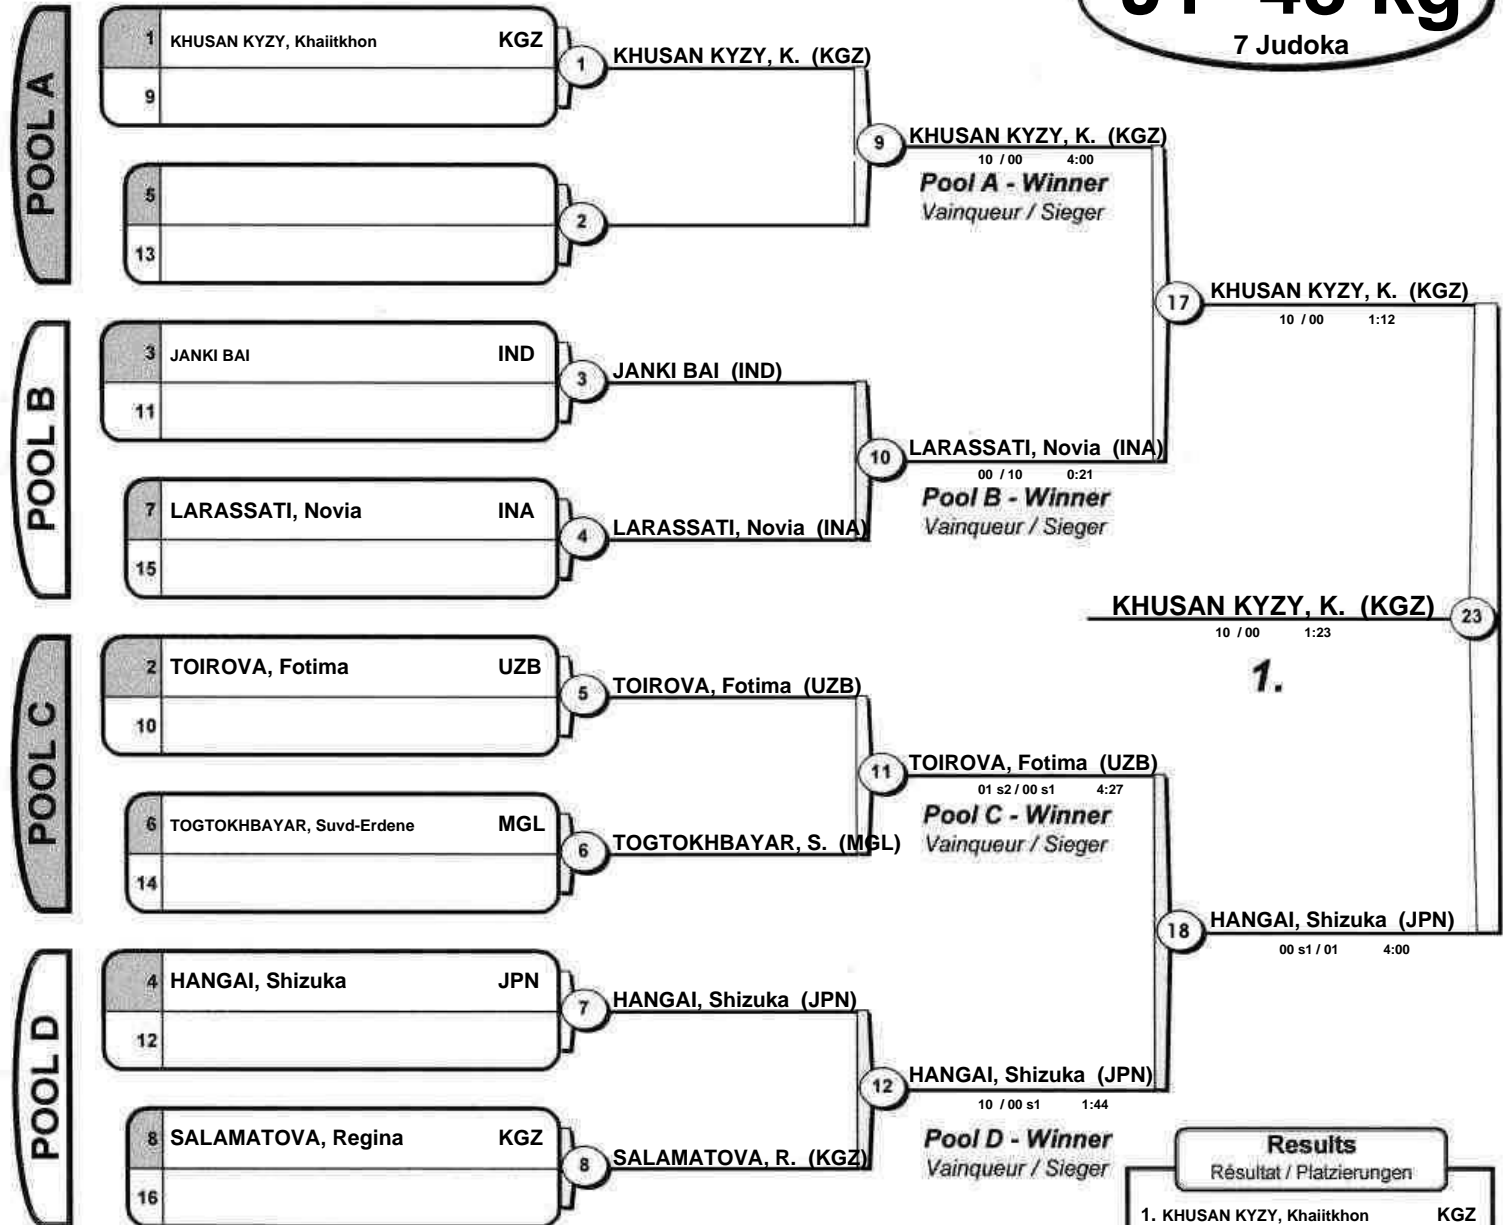 7 Judoka
POOL A
1 KHUSAN KYZY, Khaiitkhon KGZ
9
1
KHUSAN KYZY, K. (KGZ)
5
13
2
9
KHUSAN KYZY, K. (KGZ)
10 / 00 4:00
Pool A - Winner
Vainqueur / Sieger
POOL B
3 JANKI BAI IND
11
3
JANKI BAI (IND)
7 LARASSATI, Novia INA
15
4
LARASSATI, Novia (INA)
10
LARASSATI, Novia (INA)
00 / 10 0:21
Pool B - Winner
Vainqueur / Sieger
17
KHUSAN KYZY, K. (KGZ)
10 / 00 1:12
KHUSAN KYZY, K. (KGZ)
23
10 / 00 1:23
1.
POOL C
2 TOIROVA, Fotima UZB
10
5
TOIROVA, Fotima (UZB)
6 TOGTOKHBAYAR, Suvd-Erdene MGL
14
6
TOGTOKHBAYAR, S. (MGL)
11
TOIROVA, Fotima (UZB)
01 s2 / 00 s1 4:27
Pool C - Winner
Vainqueur / Sieger
POOL D
4 HANGAI, Shizuka JPN
12
7
HANGAI, Shizuka (JPN)
8 SALAMATOVA, Regina KGZ
16
8
SALAMATOVA, R. (KGZ)
12
HANGAI, Shizuka (JPN)
10 / 00 s1 1:44
Pool D - Winner
Vainqueur / Sieger
18
HANGAI, Shizuka (JPN)
00 s1 / 01 4:00
Results
Résultat / Platzierungen
1. KHUSAN KYZY, Khaiitkhon KGZ